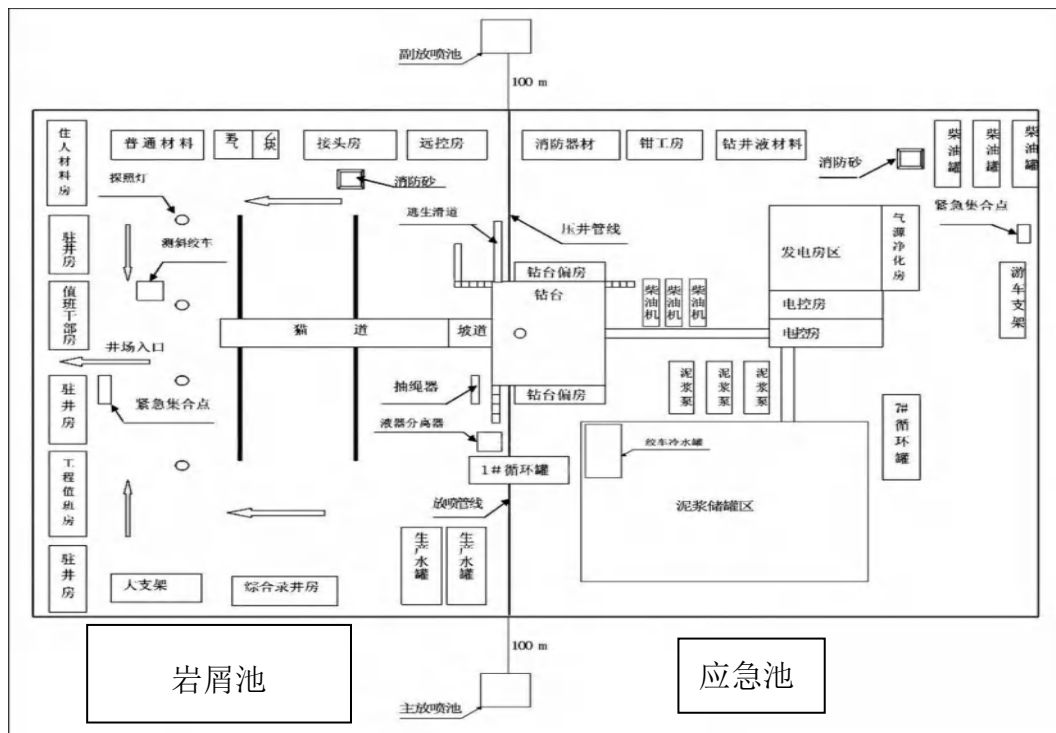 副放喷池
100 m
住人材料房
普通材料
接头房
远控房
消防器材
钳工房
钻井液材料
柴油罐
柴油罐
柴油罐
探照灯
消防砂
消防砂
逃生滑道
压井管线
紧急集合点
驻井房
测斜绞车
钻台偏房
发电房区
气源净化房
值班干部房
钻台
柴油机
柴油机
柴油机
电控房
游车支架
猫道
坡道
电控房
井场入口
驻井房
紧急集合点
抽绳器
钻台偏房
泥浆泵
泥浆泵
泥浆泵
7#循环罐
液器分离器
绞车冷水罐
工程值班房
1#循环罐
放喷管线
泥浆储罐区
生产水罐
生产水罐
驻井房
大支架
综合录井房
岩屑池
100 m
应急池
主放喷池